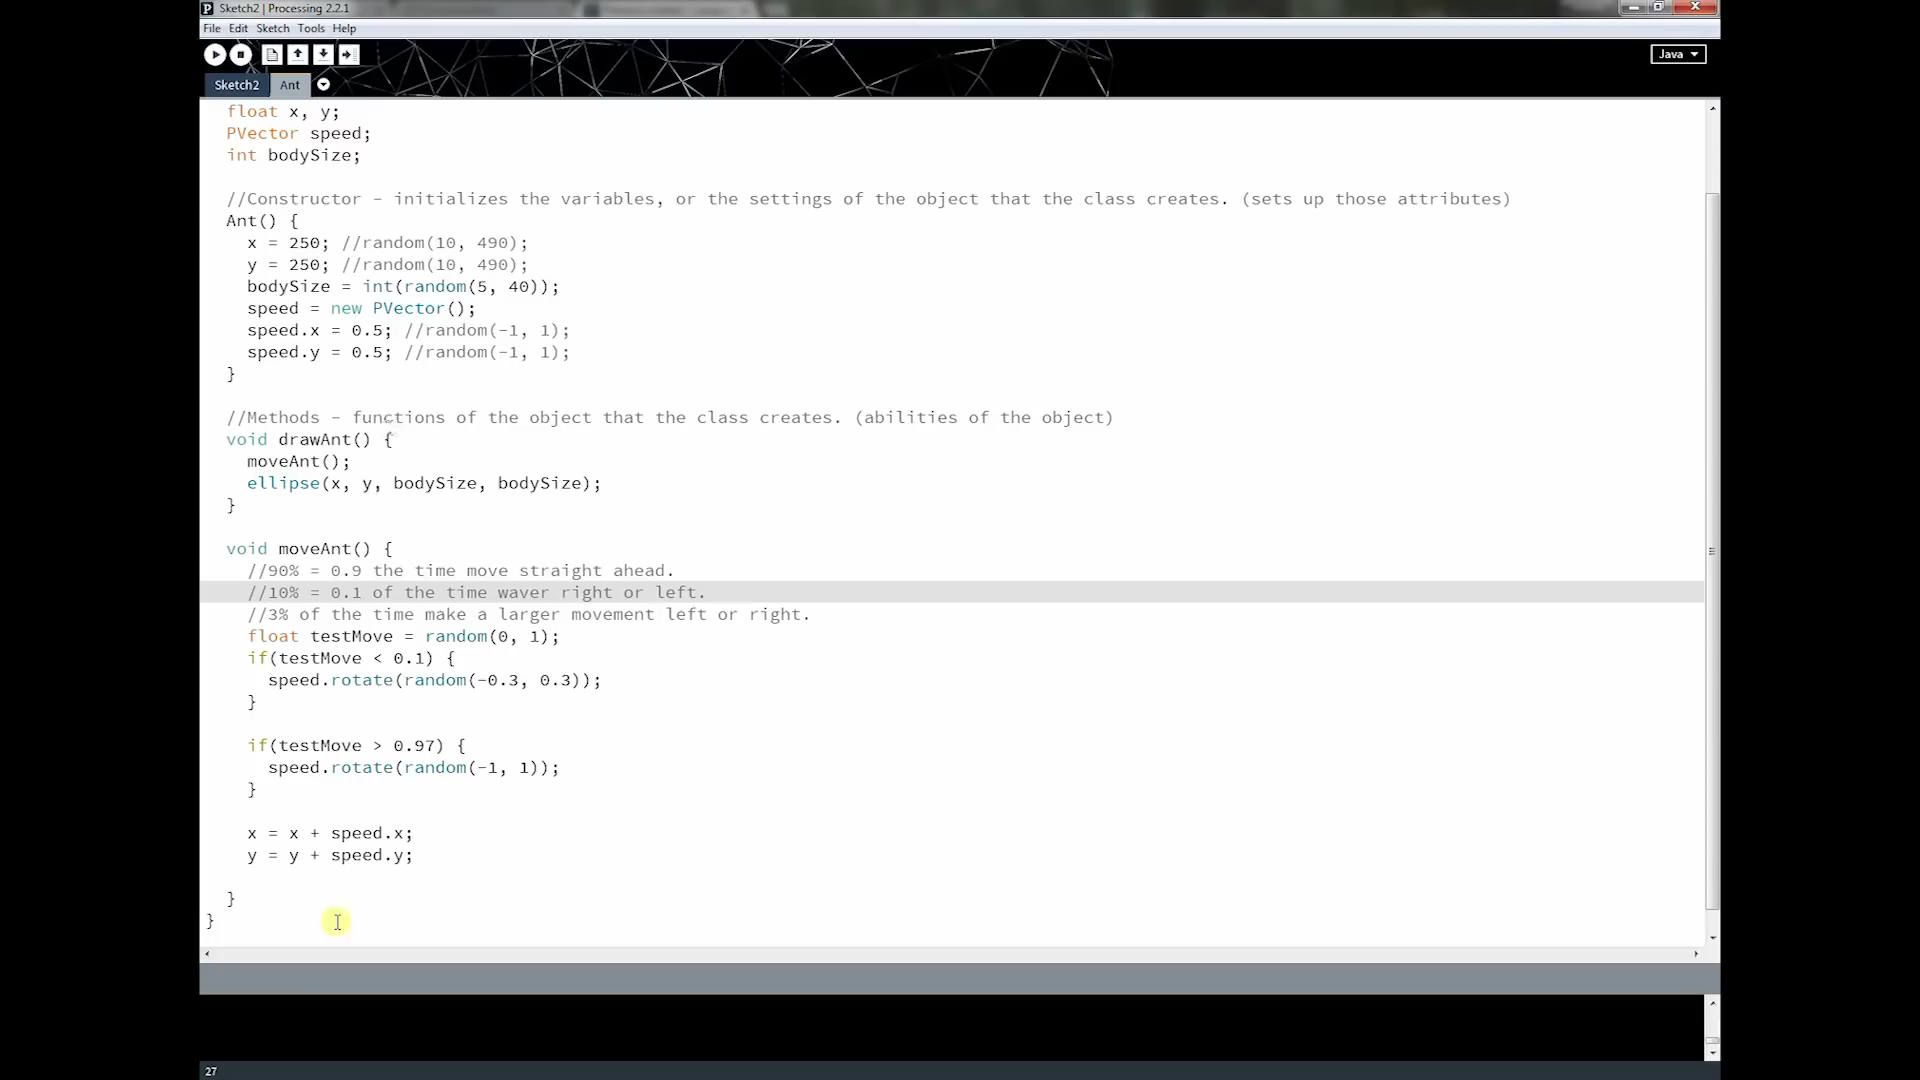 Sketch2 | Processing 2.2.1
File Edit Sketch Tools Help
Java
Sketch2 Ant
float x, y;
PVector speed;
int bodySize;
//Constructor - initializes the variables, or the settings of the object that the class creates. (sets up those attributes)
Ant() {
x = 250; //random(10, 490);
y = 250; //random(10, 490);
bodySize = int(random(5, 40));
speed = new PVector();
speed.x = 0.5; //random(-1, 1);
speed.y = 0.5; //random(-1, 1);
}
//Methods - functions of the object that the class creates. (abilities of the object)
void drawAnt() {
moveAnt();
ellipse(x, y, bodySize, bodySize);
}
void moveAnt() {
//90% = 0.9 the time move straight ahead.
//10% = 0.1 of the time waver right or left.
//3% of the time make a larger movement left or right.
float testMove = random(0, 1);
if(testMove < 0.1) {
speed.rotate(random(-0.3, 0.3));
}
if(testMove > 0.97) {
speed.rotate(random(-1, 1));
}
x = x + speed.x;
y = y + speed.y;
}
}
27